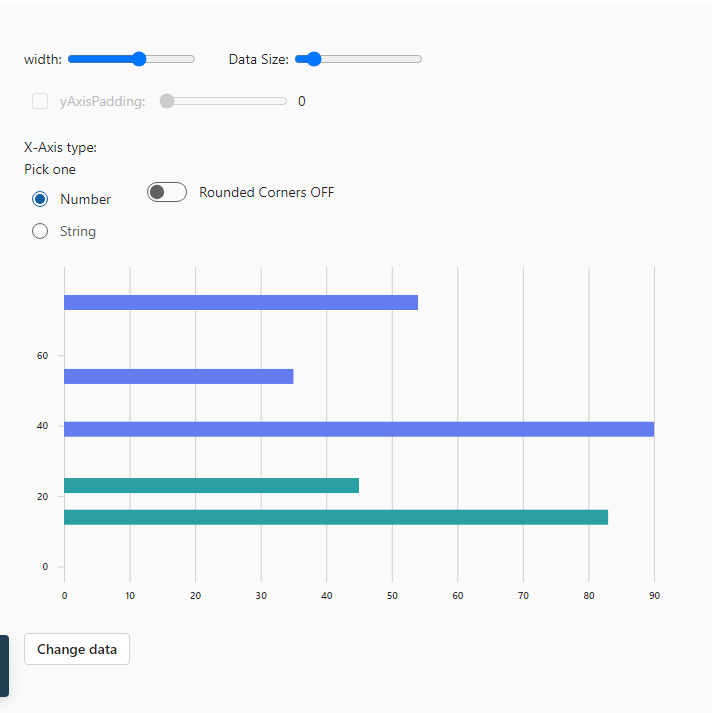 width: Data Size:
yAxisPadding: 0
X-Axis type:
Pick one
Number
Rounded Corners OFF
String
60
40
20
0
0 10 20 30 40 50 60 70 80 90
Change data